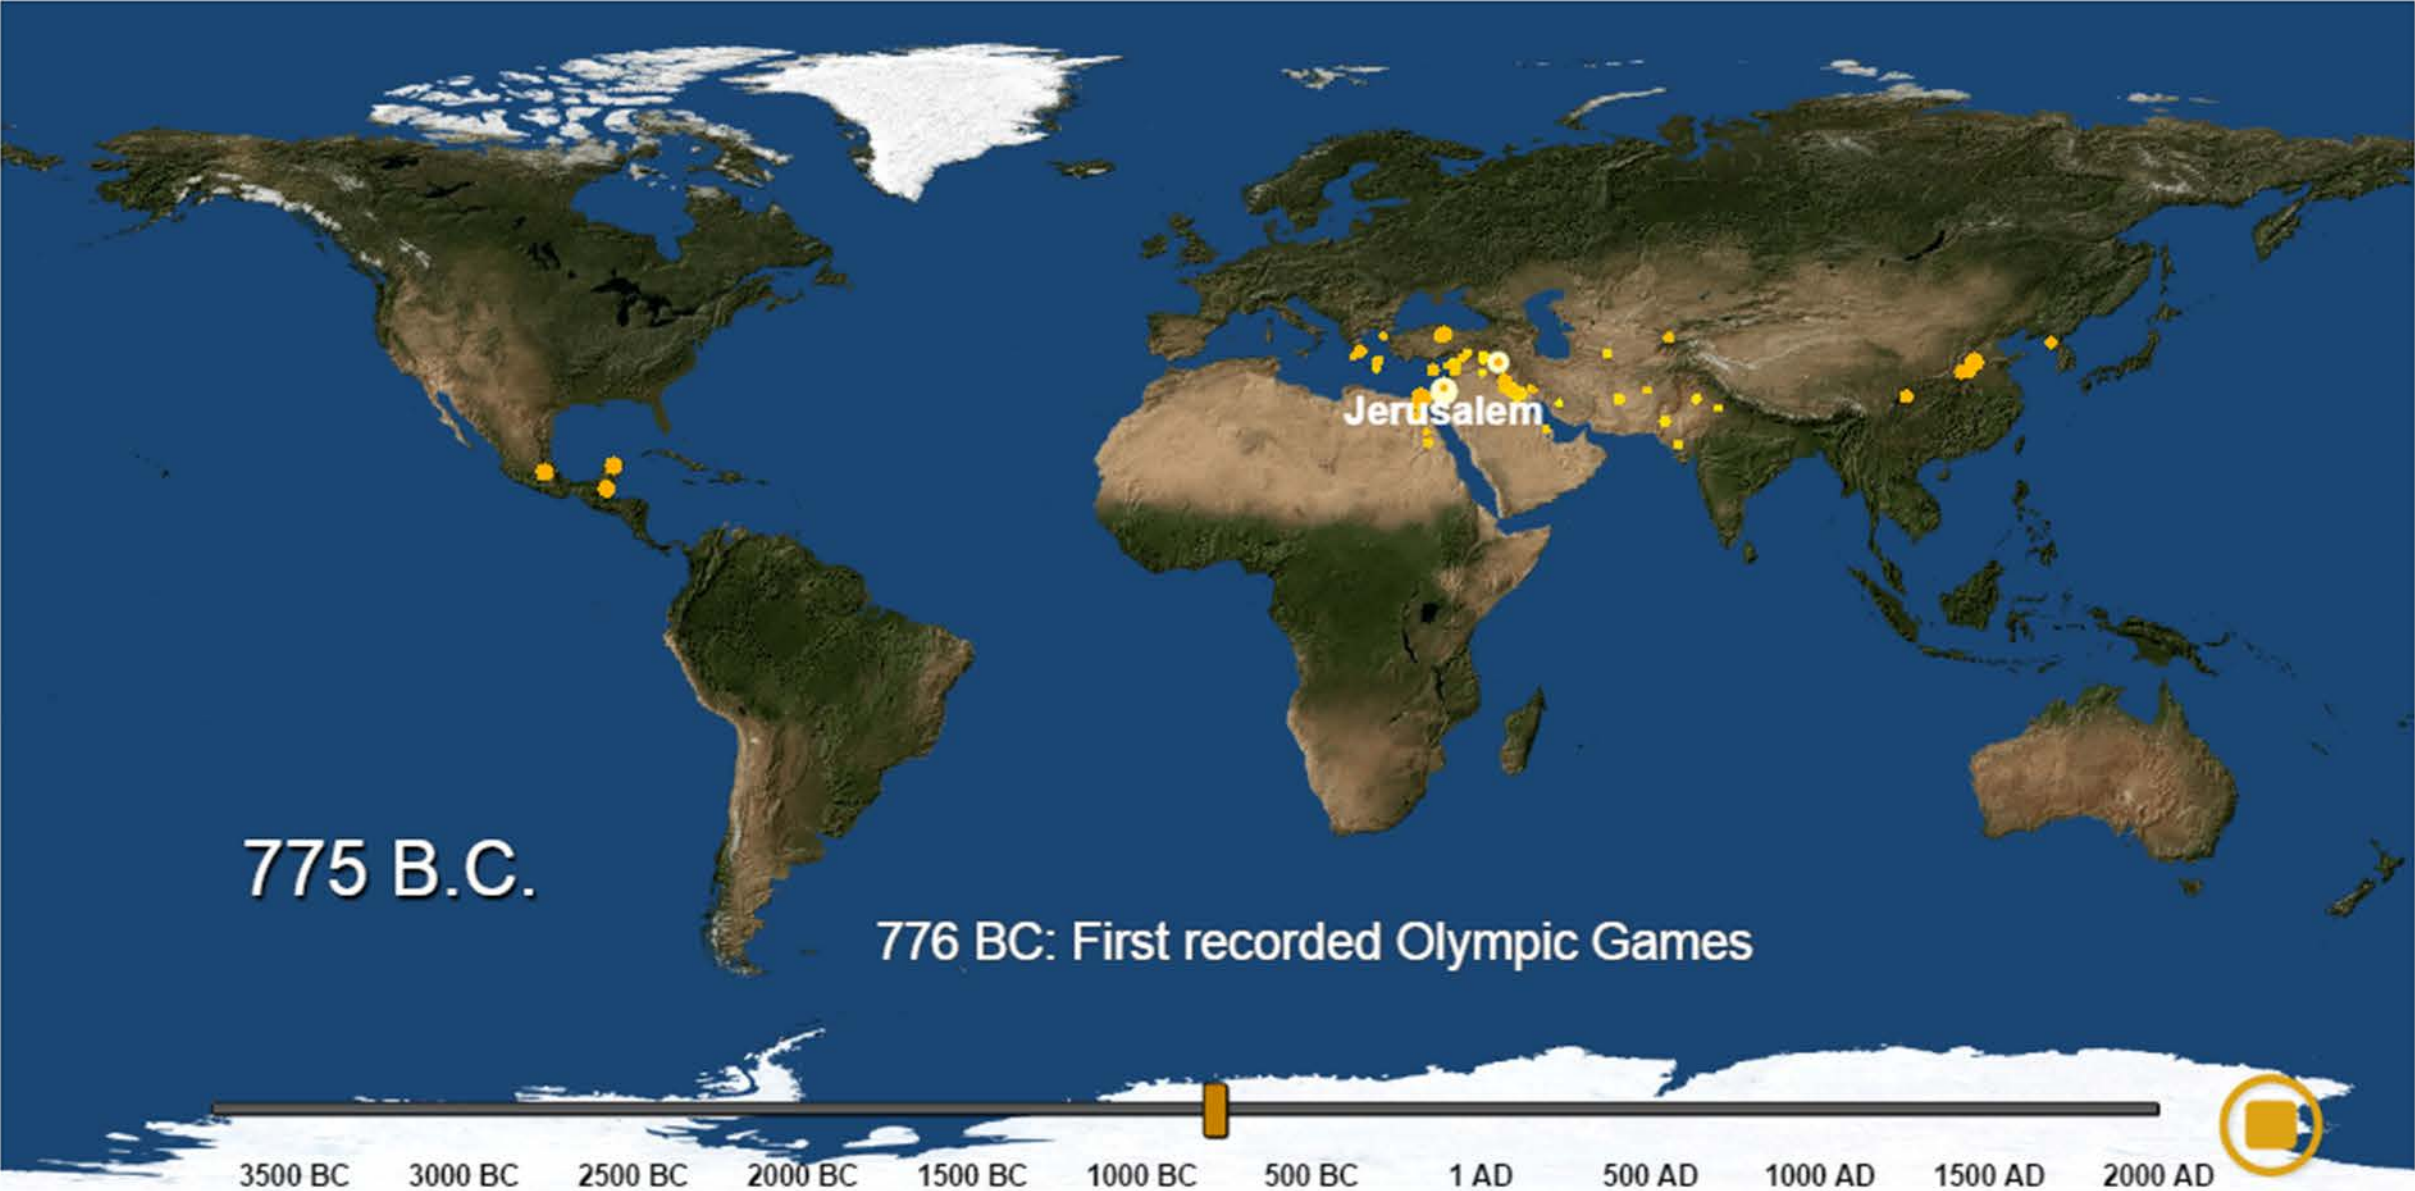 Jerusalem
775 B.C.
776 BC: First recorded Olympic Games
3500 BC 3000 BC 2500 BC 2000 BC 1500 BC 1000 BC 500 BC 1 AD 500 AD 1000 AD 1500 AD 2000 AD